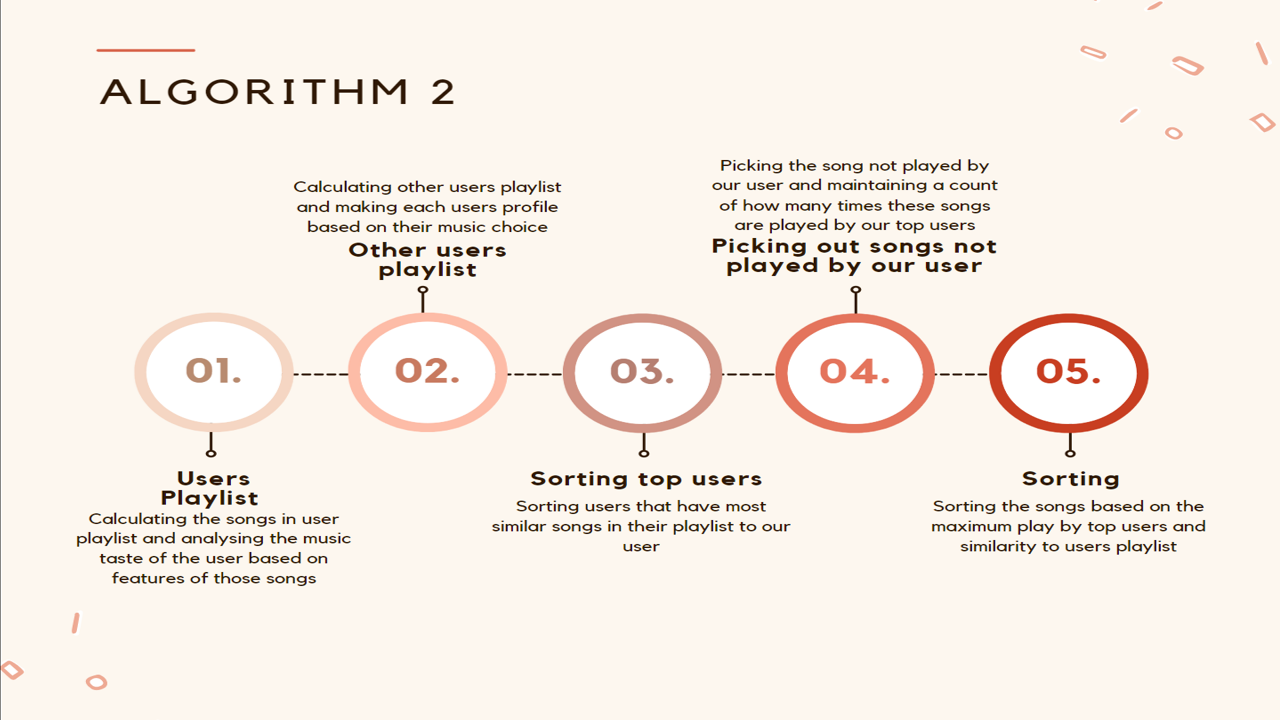 ALGORITHM 2
01.
Users
Playlist
Calculating the songs in user
playlist and analysing the music
taste of the user based on
features of those songs
Calculating other users playlist
and making each users profile
based on their music choice
Other users
playlist
02.
03.
Sorting top users
Sorting users that have most
similar songs in their playlist to our
user
Picking the song not played by
our user and maintaining a count
of how many times these songs
are played by our top users
Picking out songs not
played by our user
04.
05.
Sorting
Sorting the songs based on the
maximum play by top users and
similarity to users playlist